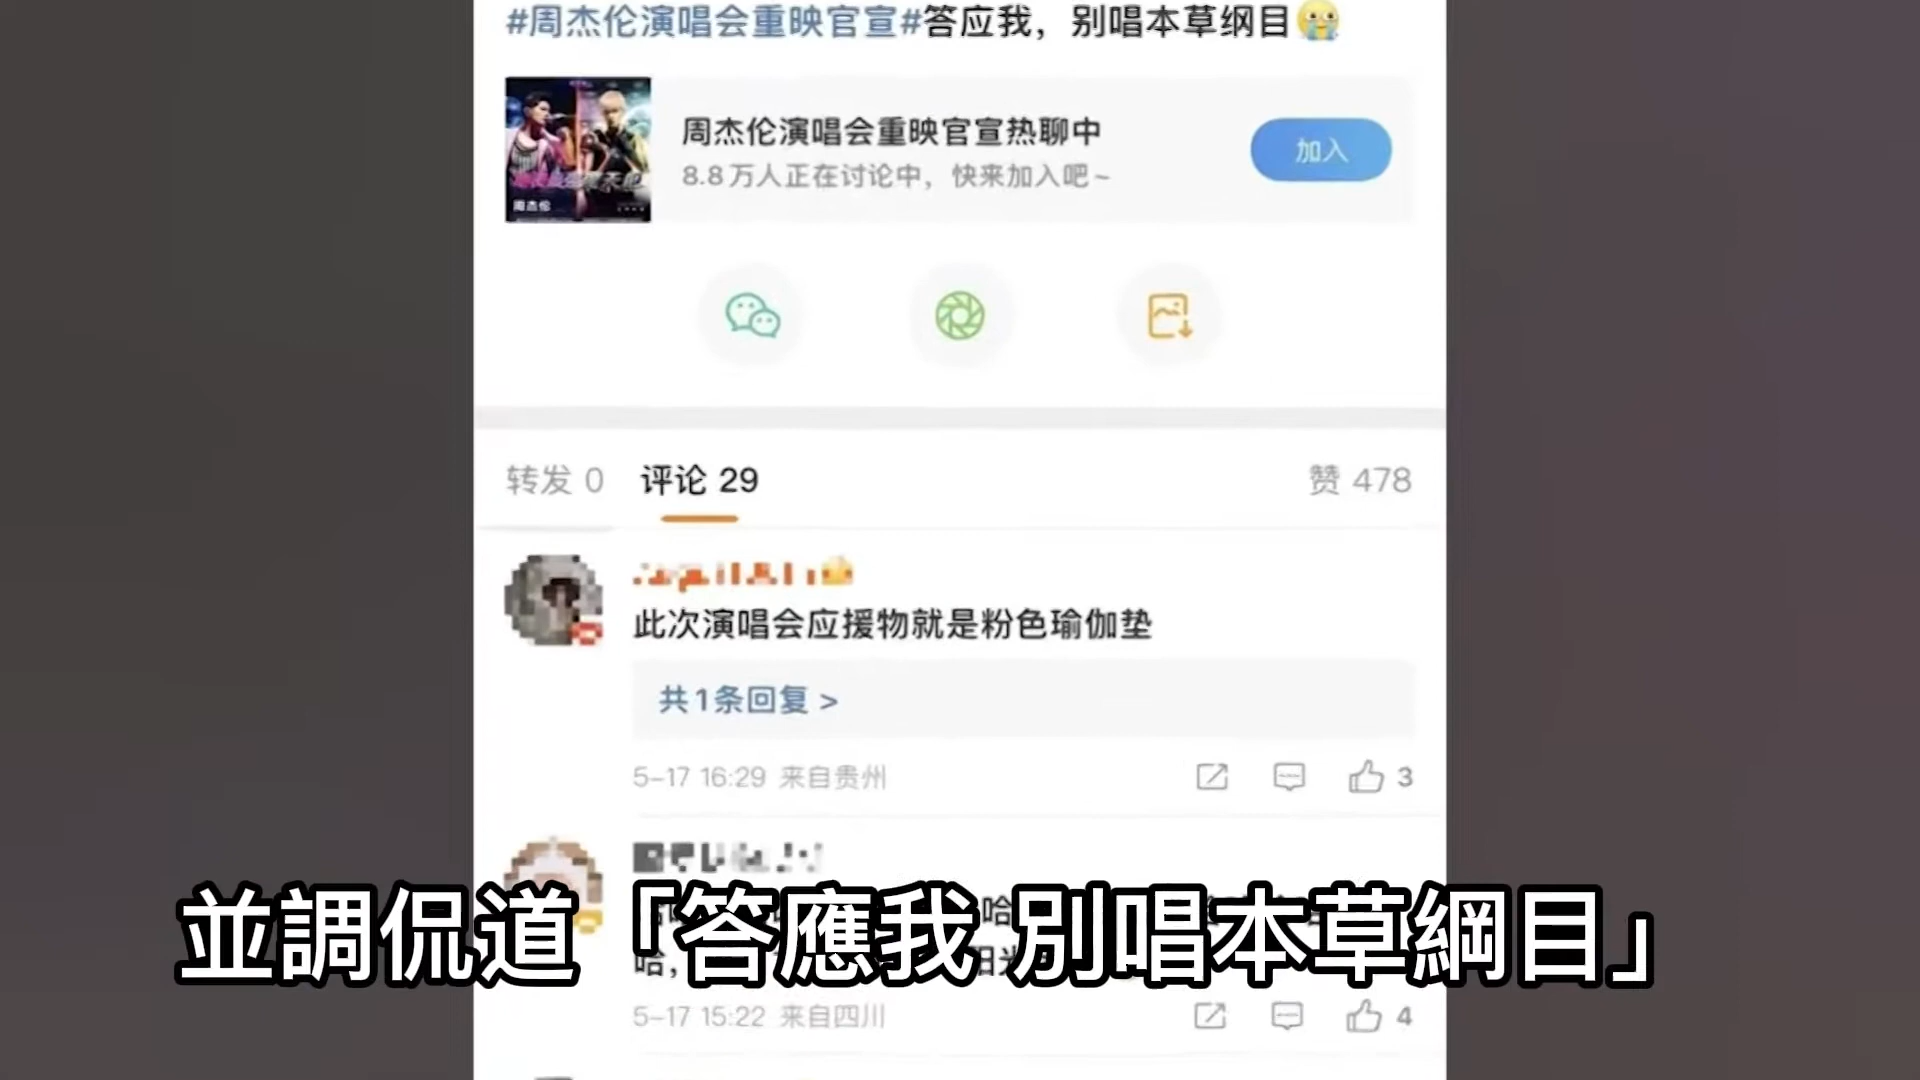 #周杰伦演唱会重映官宣#答应我，别唱本草纲目
周杰伦演唱会重映官宣热聊中
8.8万人正在讨论中，快来加入吧~
加入
周杰伦
转发 0 评论 29 赞 478
此次演唱会应援物就是粉色瑜伽垫
共1条回复 >
5-17 16:29 来自贵州 3
並調侃道「答應我 別唱本草綱目」
5-17 15:22 来自四川 4